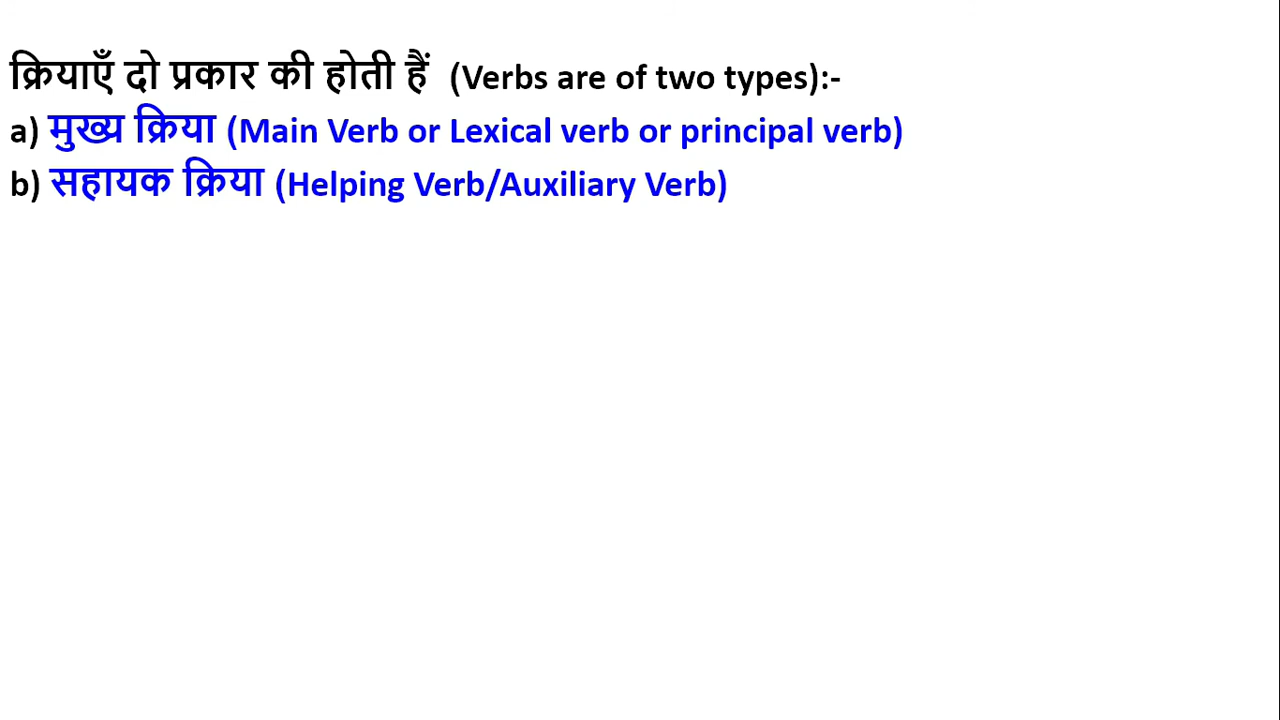 क्रियाएँ दो प्रकार की होती हैं (Verbs are of two types):-
a) मुख्य क्रिया (Main Verb or Lexical verb or principal verb)
b) सहायक क्रिया (Helping Verb/Auxiliary Verb)